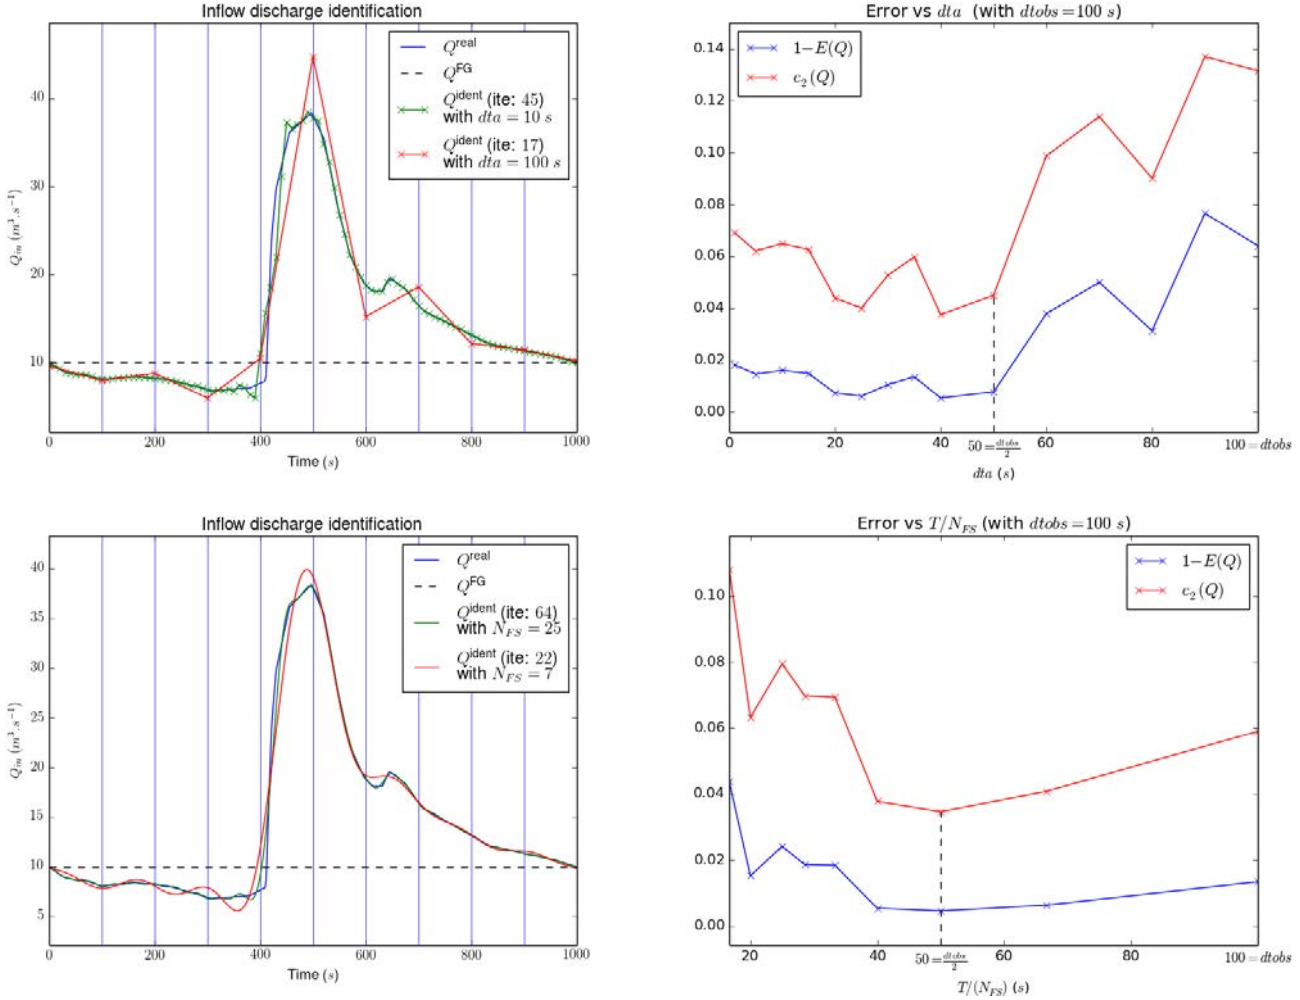 Inflow discharge identification
Q^real
Q^FG
Q^ident (ite: 45)
with dta = 10 s
Q^ident (ite: 17)
with dta = 100 s
40
30
20
10
Q_in (m^3.s^−1)
0 200 400 600 800 1000
Time (s)
Error vs dta (with dtobs = 100 s)
1−E(Q)
c_2(Q)
0.14
0.12
0.10
0.08
0.06
0.04
0.02
0.00
0 20 40 50 = dtobs/2 60 80 100 = dtobs
dta (s)
Inflow discharge identification
Q^real
Q^FG
Q^ident (ite: 64)
with N_FS = 25
Q^ident (ite: 22)
with N_FS = 7
40
35
30
25
20
15
10
5
Q_in (m^3.s^−1)
0 200 400 600 800 1000
Time (s)
Error vs T/N_FS (with dtobs = 100 s)
1−E(Q)
c_2(Q)
0.10
0.08
0.06
0.04
0.02
0.00
20 40 50 = dtobs/2 60 80 100 = dtobs
T/(N_FS) (s)